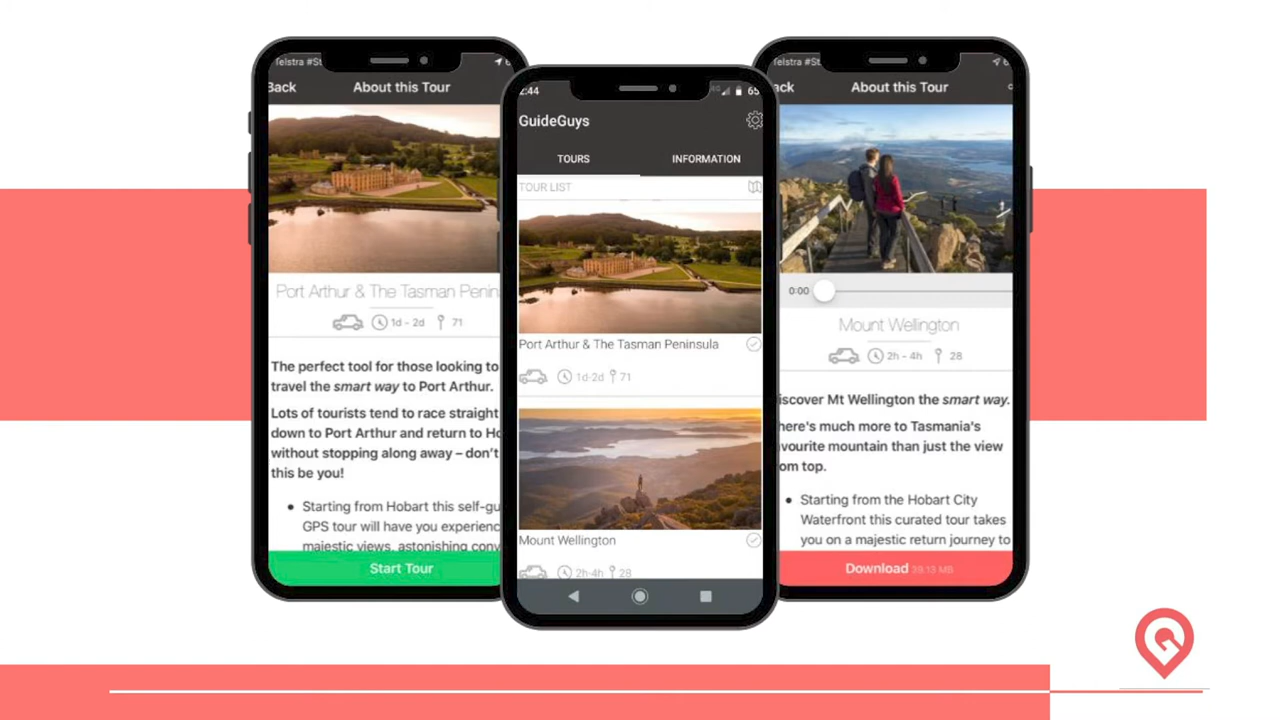 Telstra #St
Back
About this Tour
Port Arthur & The Tasman Penin
1d - 2d
71
The perfect tool for those looking to
travel the smart way to Port Arthur.
Lots of tourists tend to race straight
down to Port Arthur and return to Ho
without stopping along away – don't
this be you!
• Starting from Hobart this self-gu
GPS tour will have you experienc
majestic views, astonishing conv
Start Tour
:44
65
GuideGuys
TOURS
INFORMATION
TOUR LIST
Port Arthur & The Tasman Peninsula
1d-2d
71
Mount Wellington
2h-4h
28
Telstra #St
ack
About this Tour
0:00
Mount Wellington
2h - 4h
28
iscover Mt Wellington the smart way.
here's much more to Tasmania's
avourite mountain than just the view
om top.
• Starting from the Hobart City
Waterfront this curated tour takes
you on a majestic return journey to
Download 39.13 MB